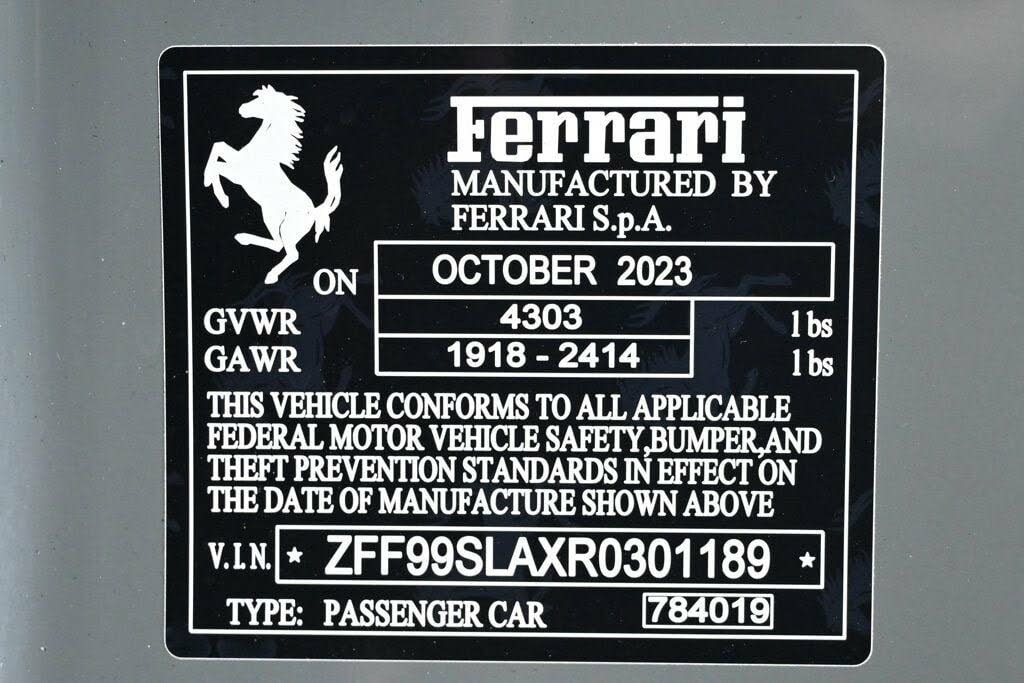 Ferrari
MANUFACTURED BY
FERRARI S.p.A.
ON OCTOBER 2023
GVWR 4303 lbs
GAWR 1918 - 2414 lbs
THIS VEHICLE CONFORMS TO ALL APPLICABLE
FEDERAL MOTOR VEHICLE SAFETY,BUMPER,AND
THEFT PREVENTION STANDARDS IN EFFECT ON
THE DATE OF MANUFACTURE SHOWN ABOVE
V.I.N. * ZFF99SLAXR0301189 *
TYPE: PASSENGER CAR 784019